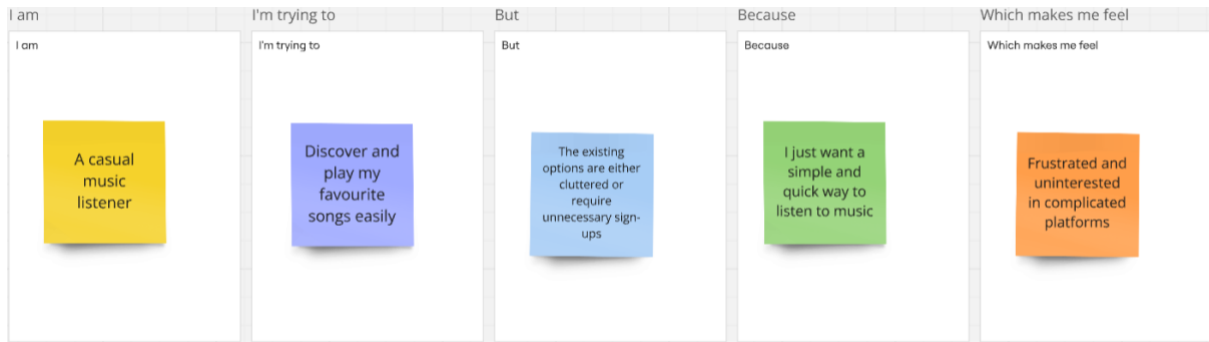 I am
I'm trying to
But
Because
Which makes me feel
I am
I'm trying to
But
Because
Which makes me feel
A casual
music
listener
Discover and
play my
favourite
songs easily
The existing
options are either
cluttered or
require
unnecessary sign-
ups
I just want a
simple and
quick way to
listen to music
Frustrated and
uninterested
in complicated
platforms